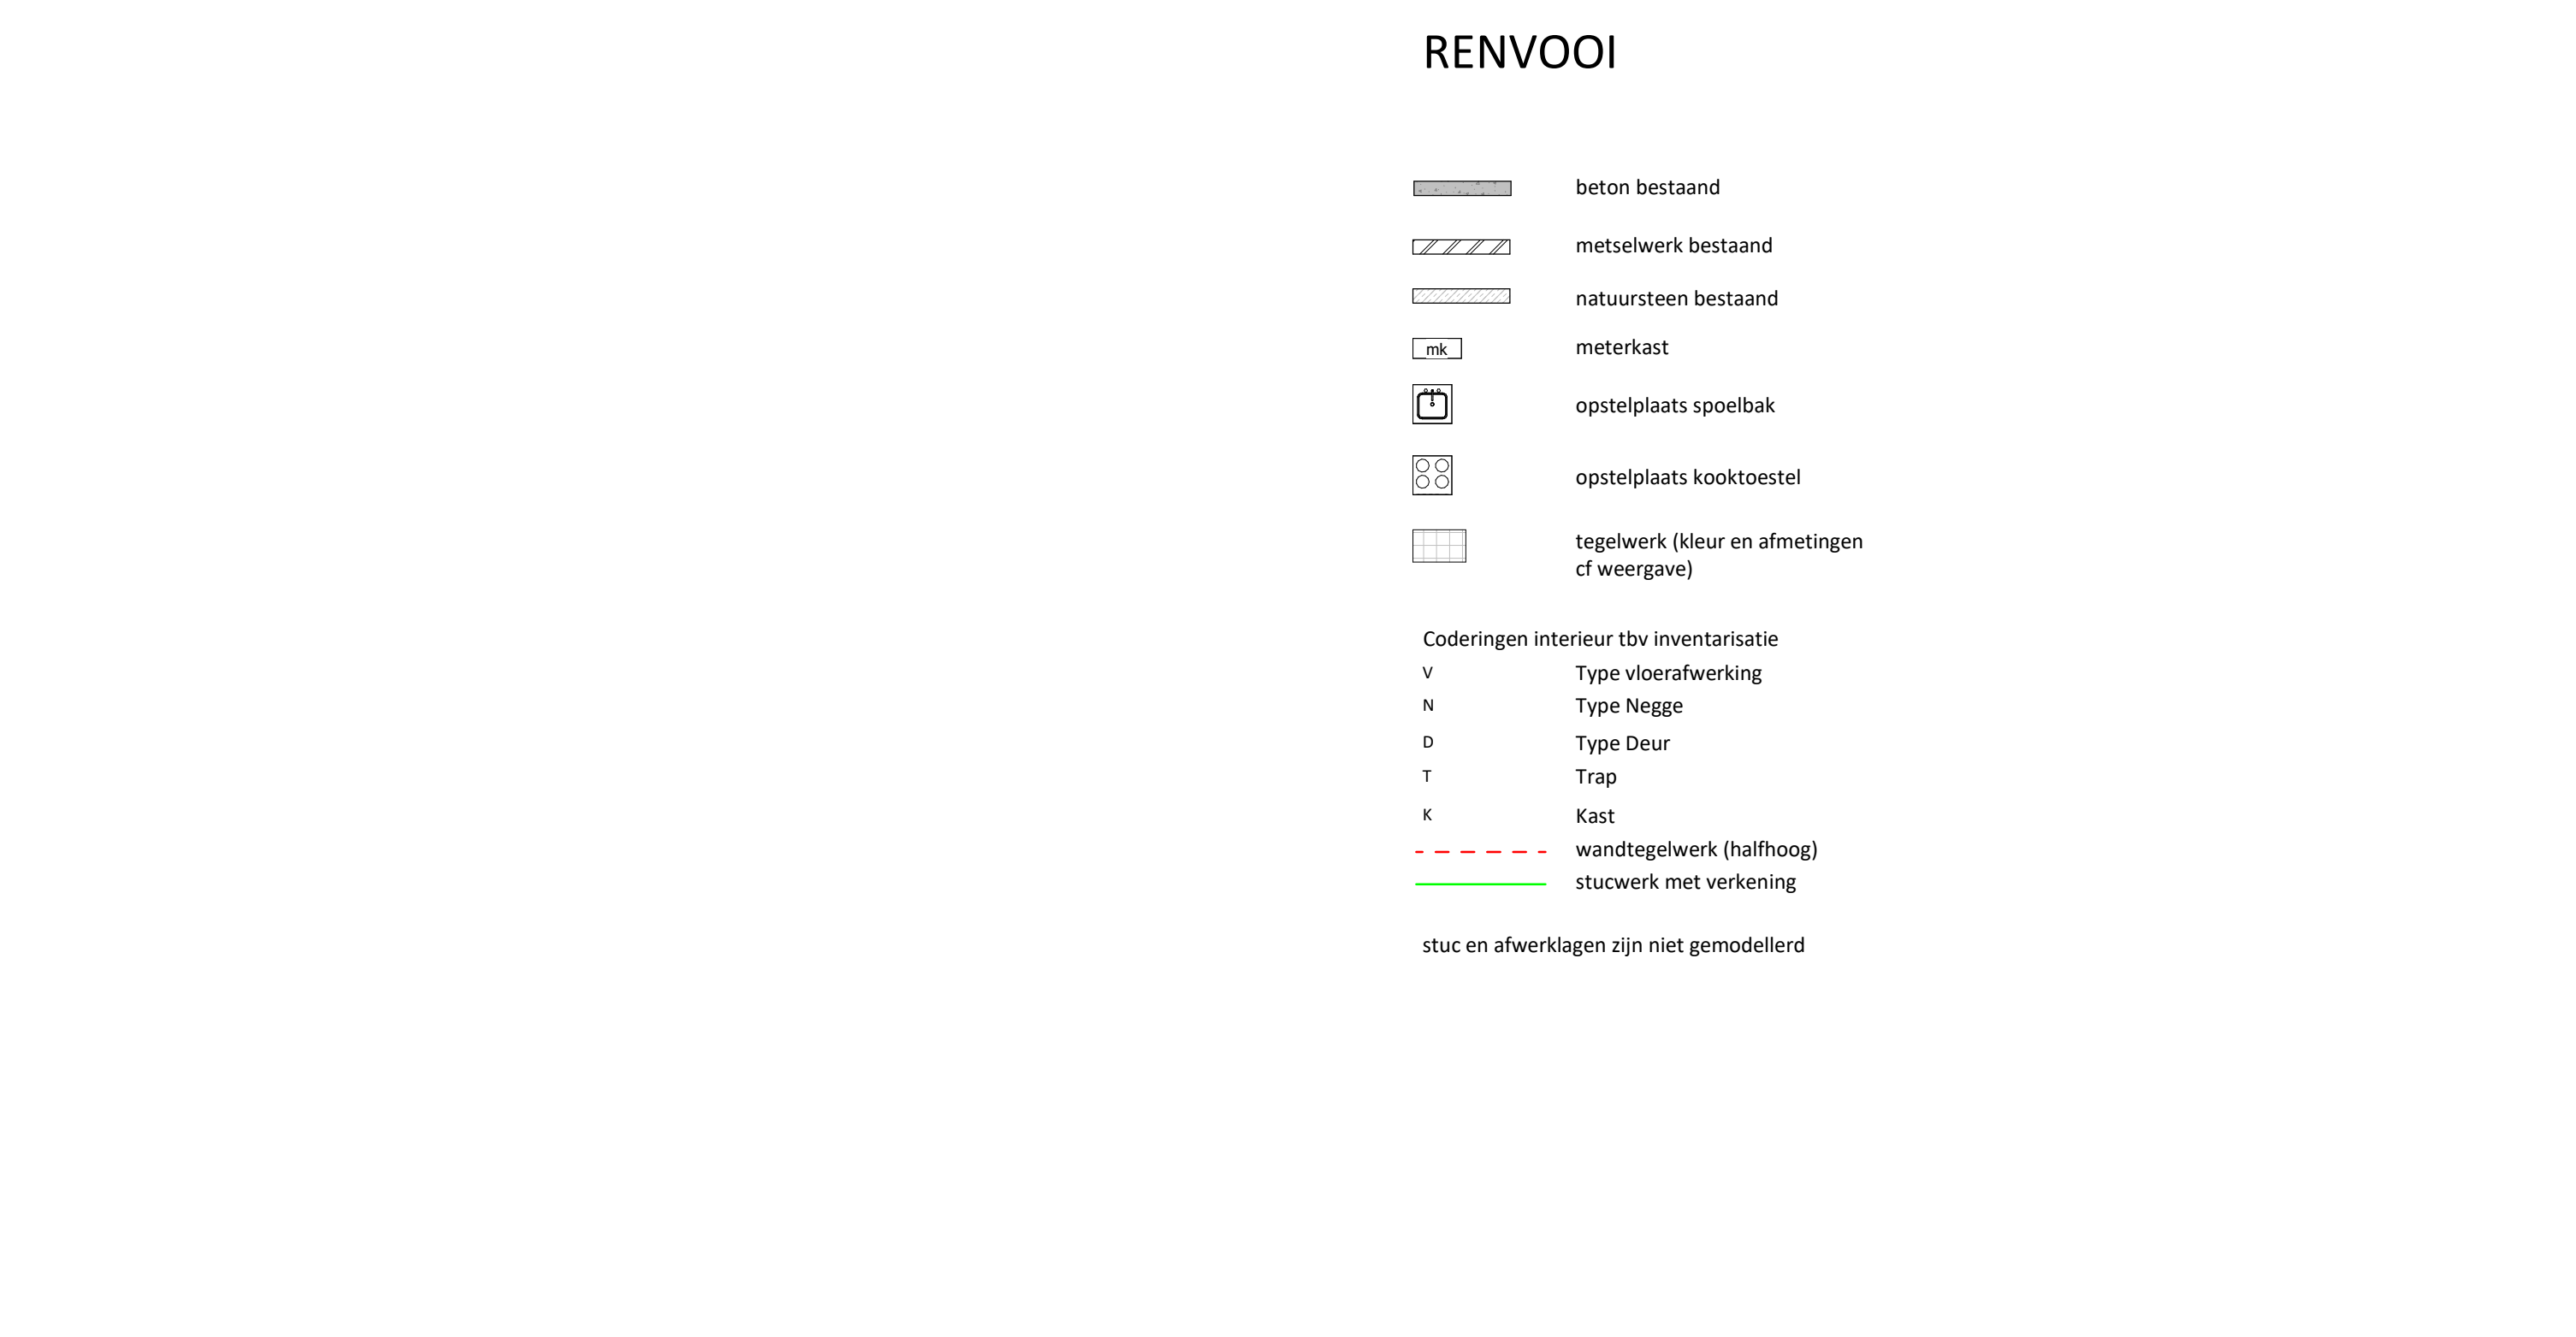 RENVOOI
beton bestaand
metselwerk bestaand
natuursteen bestaand
mk meterkast
opstelplaats spoelbak
opstelplaats kooktoestel
tegelwerk (kleur en afmetingen
cf weergave)
Coderingen interieur tbv inventarisatie
V Type vloerafwerking
N Type Negge
D Type Deur
T Trap
K Kast
wandtegelwerk (halfhoog)
stucwerk met verkening
stuc en afwerklagen zijn niet gemodellerd